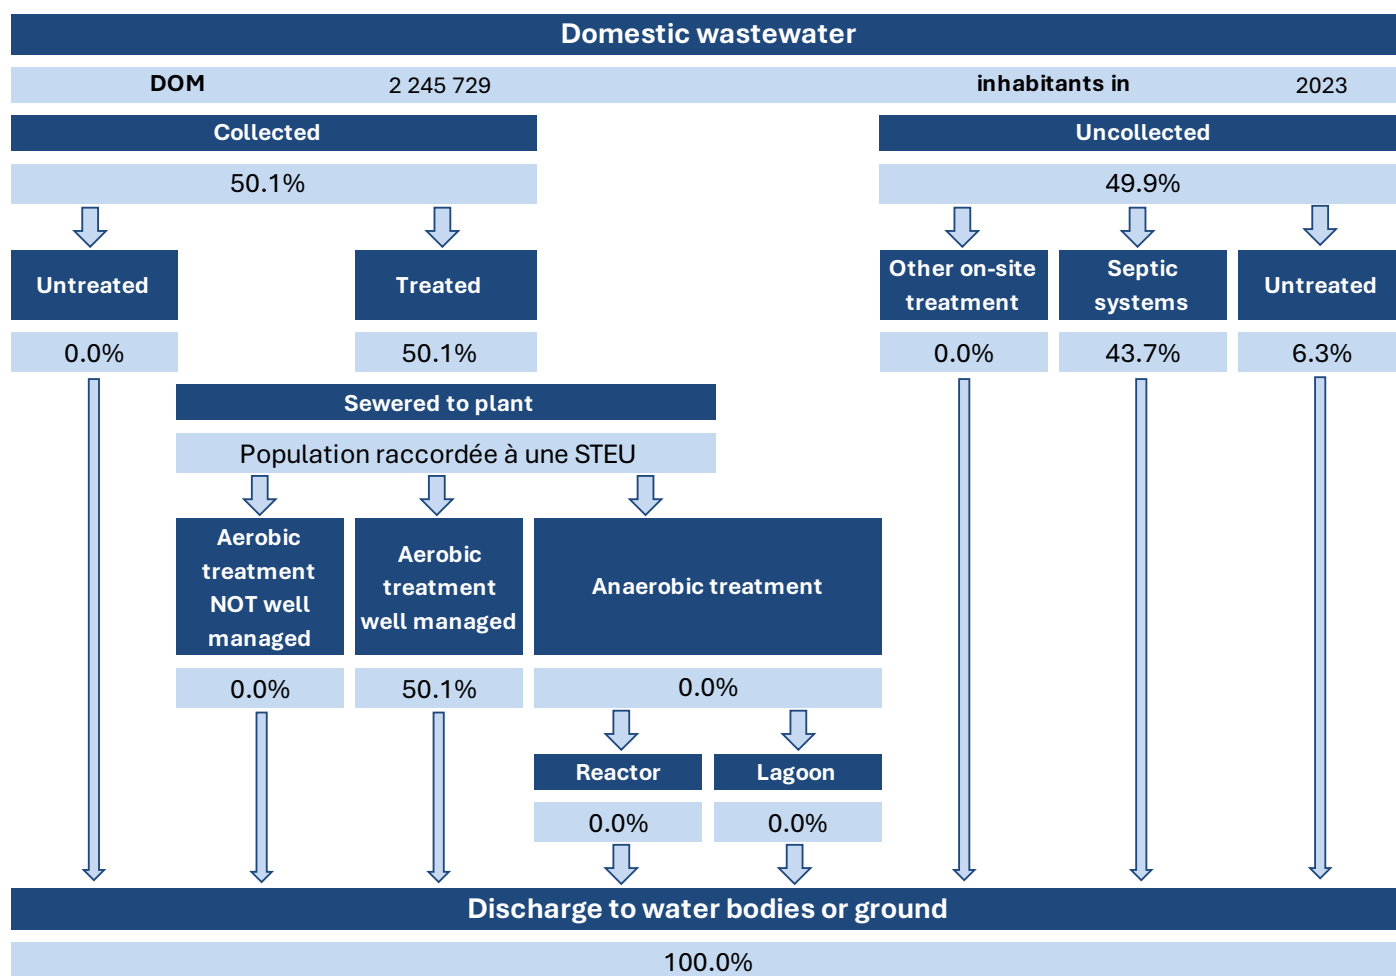 Domestic wastewater
DOM 2 245 729 inhabitants in 2023
Collected
Uncollected
50.1%
49.9%
Untreated
Treated
Other on-site
treatment
Septic
systems
Untreated
0.0%
50.1%
0.0%
43.7%
6.3%
Sewered to plant
Population raccordée à une STEU
Aerobic
treatment
NOT well
managed
Aerobic
treatment
well managed
Anaerobic treatment
0.0%
50.1%
0.0%
Reactor
Lagoon
0.0%
0.0%
Discharge to water bodies or ground
100.0%